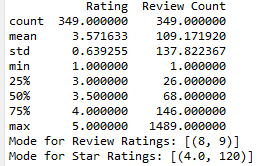 Rating Review Count
count 349.000000 349.000000
mean 3.571633 109.171920
std 0.639255 137.822367
min 1.000000 1.000000
25% 3.000000 26.000000
50% 3.500000 68.000000
75% 4.000000 146.000000
max 5.000000 1489.000000
Mode for Review Ratings: [(8, 9)]
Mode for Star Ratings: [(4.0, 120)]